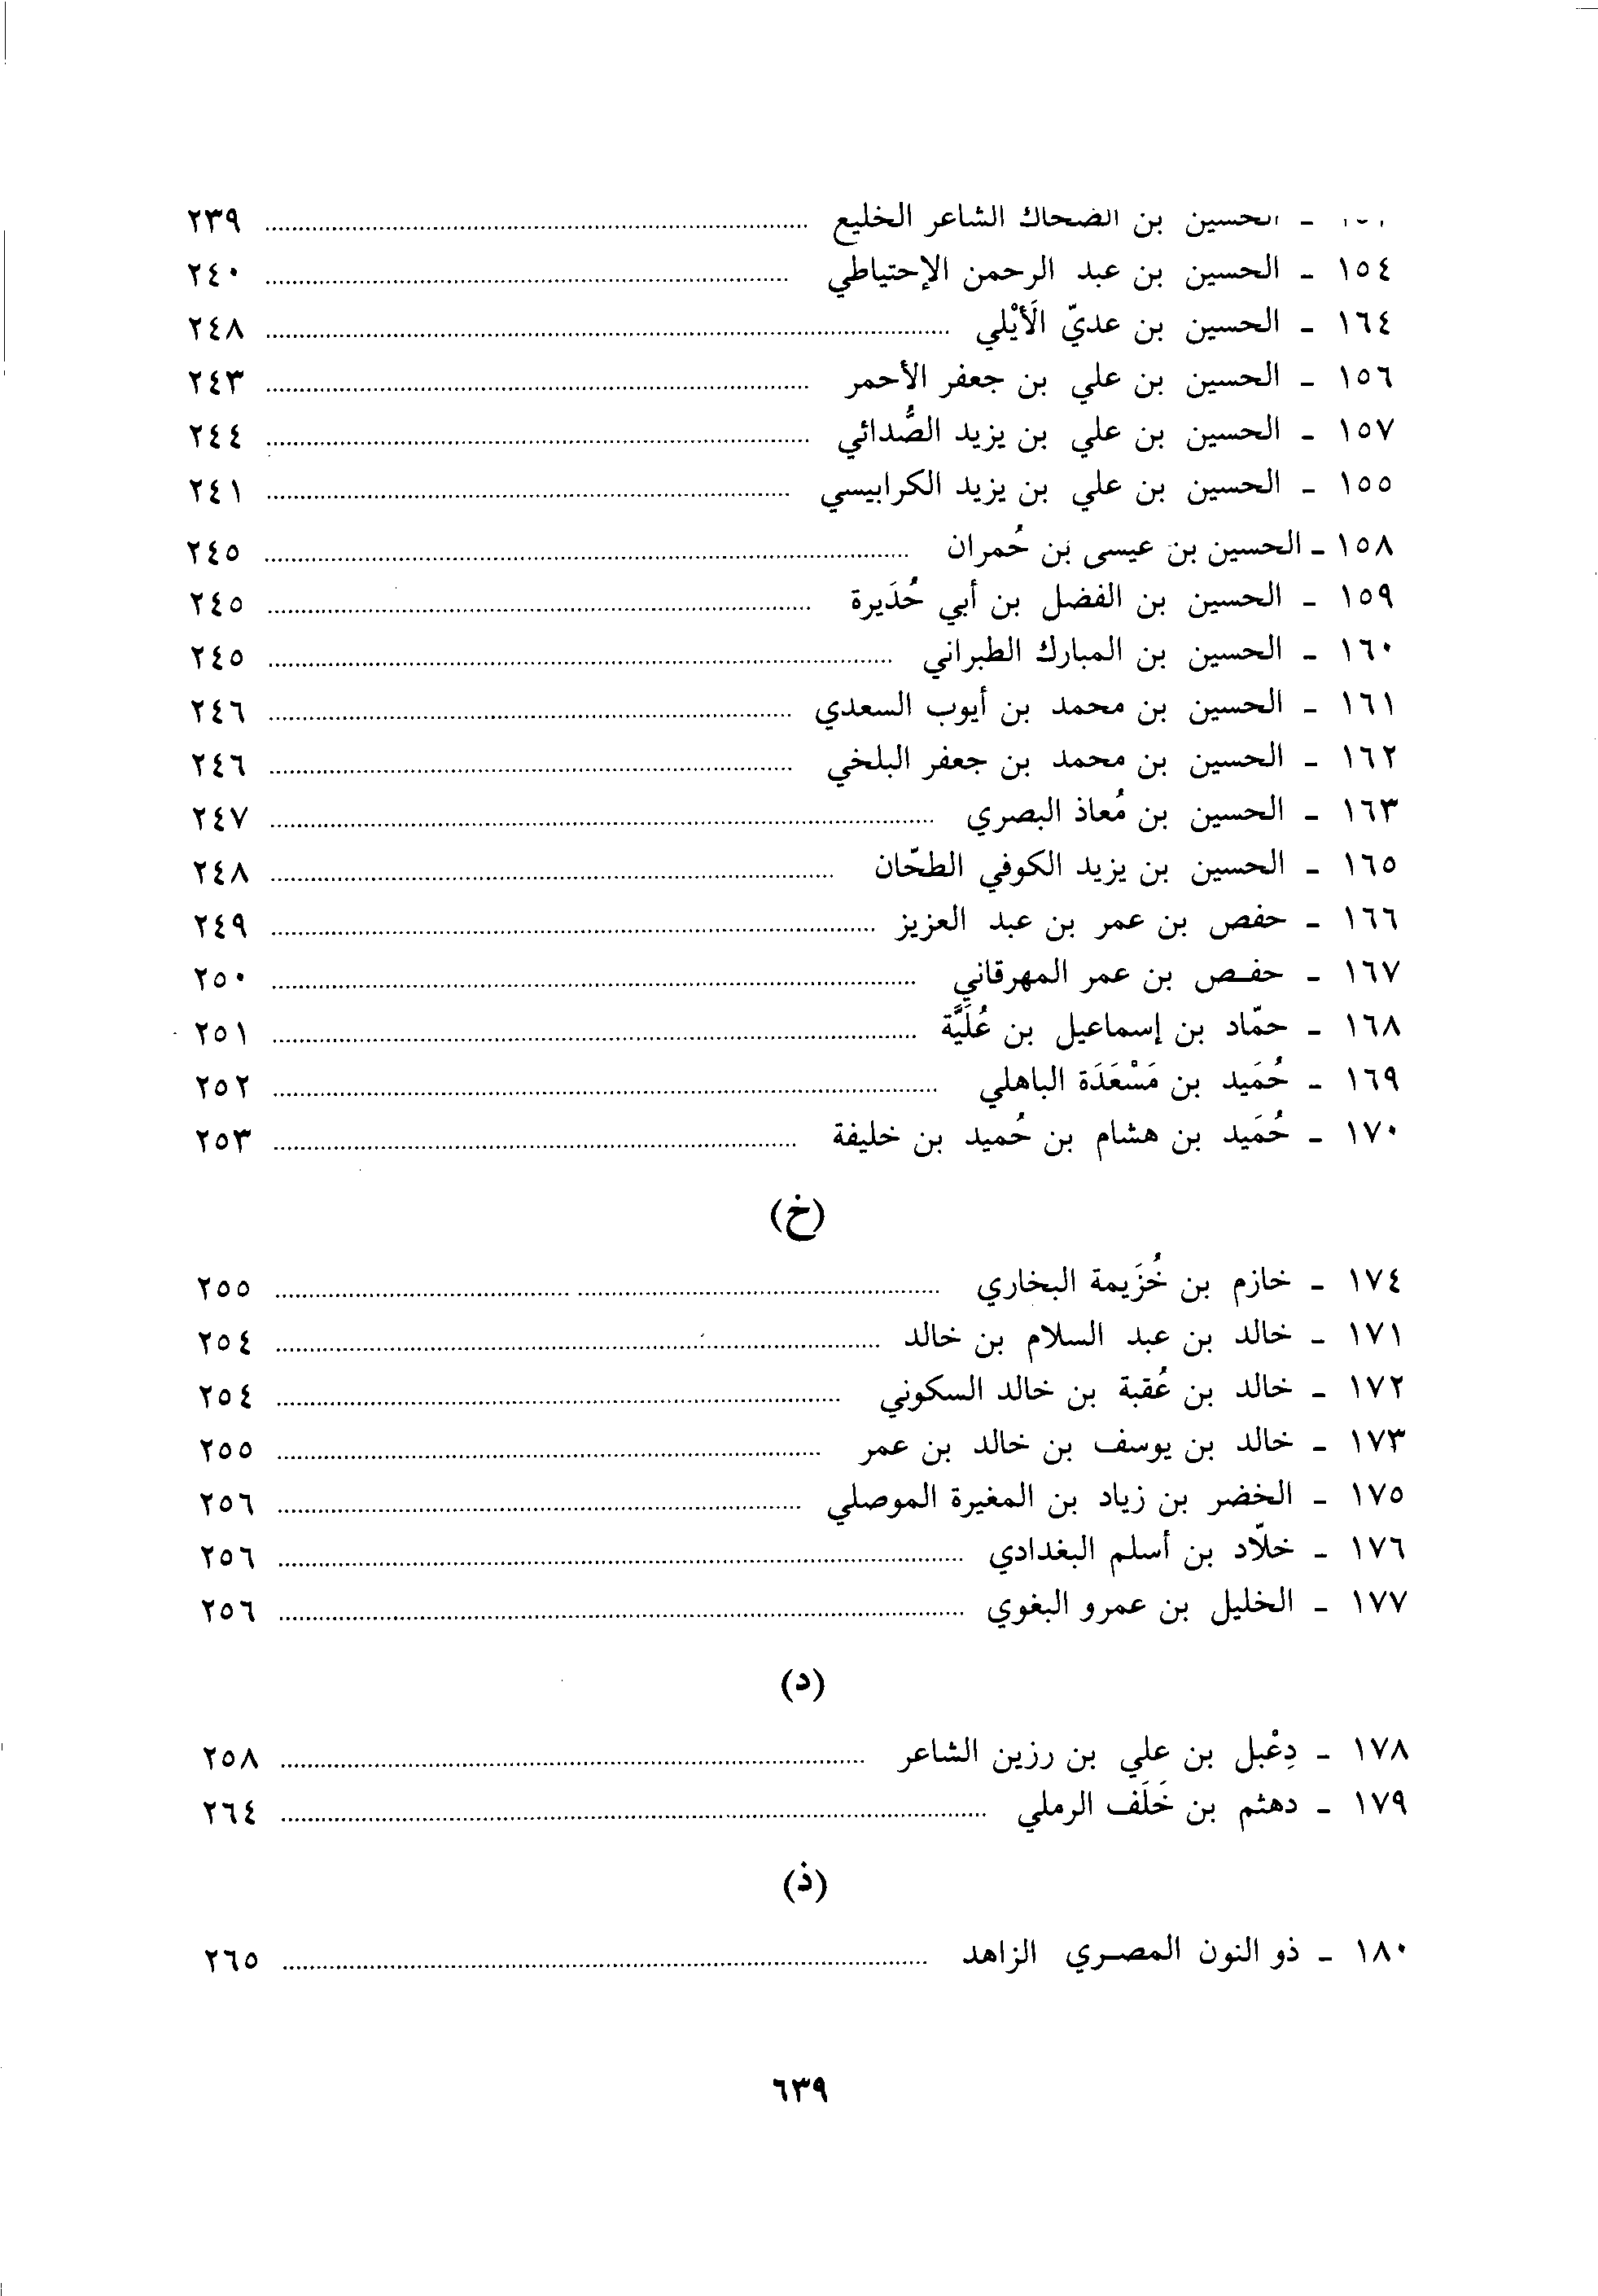 ـ الحسين بن الضحاك الشاعر الخليع ........ ٢٣٩
١٥٤ ـ الحسين بن عبد الرحمن الإحتياطي ........ ٢٤٠
١٦٤ ـ الحسين بن عديّ الَأيْلي ........ ٢٤٨
١٥٦ ـ الحسين بن علي بن جعفر الأحمر ........ ٢٤٣
١٥٧ ـ الحسين بن علي بن يزيد الصُّدائي ........ ٢٤٤
١٥٥ ـ الحسين بن علي بن يزيد الكرابيسي ........ ٢٤١
١٥٨ ـ الحسين بن عيسى بن حُمران ........ ٢٤٥
١٥٩ ـ الحسين بن الفضل بن أبي حُدَيرة ........ ٢٤٥
١٦٠ ـ الحسين بن المبارك الطبراني ........ ٢٤٥
١٦١ ـ الحسين بن محمد بن أيوب السعدي ........ ٢٤٦
١٦٢ ـ الحسين بن محمد بن جعفر البلخي ........ ٢٤٦
١٦٣ ـ الحسين بن مُعاذ البصري ........ ٢٤٧
١٦٥ ـ الحسين بن يزيد الكوفي الطحّان ........ ٢٤٨
١٦٦ ـ حفص بن عمر بن عبد العزيز ........ ٢٤٩
١٦٧ ـ حفـص بن عمر المهرقاني ........ ٢٥٠
١٦٨ ـ حمّاد بن إسماعيل بن عُلَيَّة ........ ٢٥١
١٦٩ ـ حُمَيد بن مَسْعَدَة الباهلي ........ ٢٥٢
١٧٠ ـ حُمَيد بن هشام بن حُميد بن خليفة ........ ٢٥٣
(خ)
١٧٤ ـ خازم بن خُزَيمة البخاري ........ ٢٥٥
١٧١ ـ خالد بن عبد السلام بن خالد ........ ٢٥٤
١٧٢ ـ خالد بن عُقبة بن خالد السكوني ........ ٢٥٤
١٧٣ ـ خالد بن يوسف بن خالد بن عمر ........ ٢٥٥
١٧٥ ـ الخضر بن زياد بن المغيرة الموصلي ........ ٢٥٦
١٧٦ ـ خلّاد بن أسلم البغدادي ........ ٢٥٦
١٧٧ ـ الخليل بن عمرو البغوي ........ ٢٥٦
(د)
١٧٨ ـ دِعْبل بن علي بن رزين الشاعر ........ ٢٥٨
١٧٩ ـ دهثم بن خَلَف الرملي ........ ٢٦٤
(ذ)
١٨٠ ـ ذو النون المصـري الزاهد ........ ٢٦٥
٦٣٩